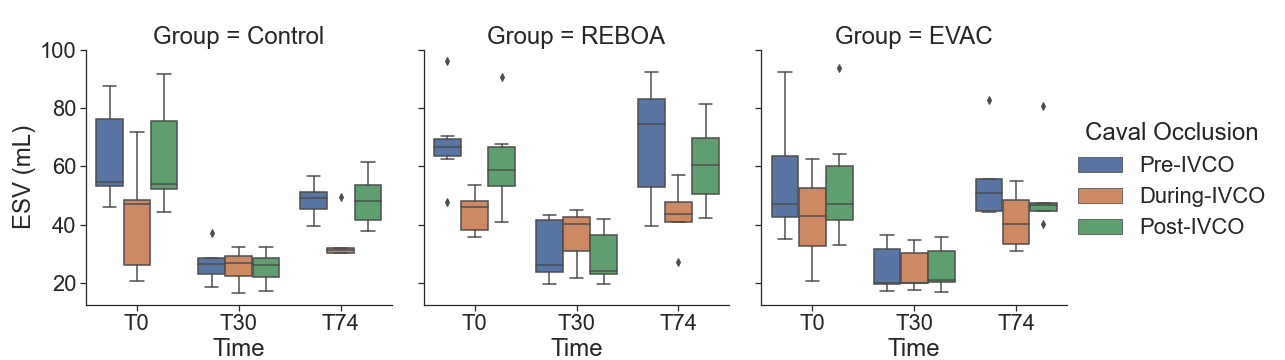 Group = Control
Group = REBOA
Group = EVAC
ESV (mL)
100
80
60
40
20
T0
T30
T74
Time
T0
T30
T74
Time
T0
T30
T74
Time
Caval Occlusion
Pre-IVCO
During-IVCO
Post-IVCO